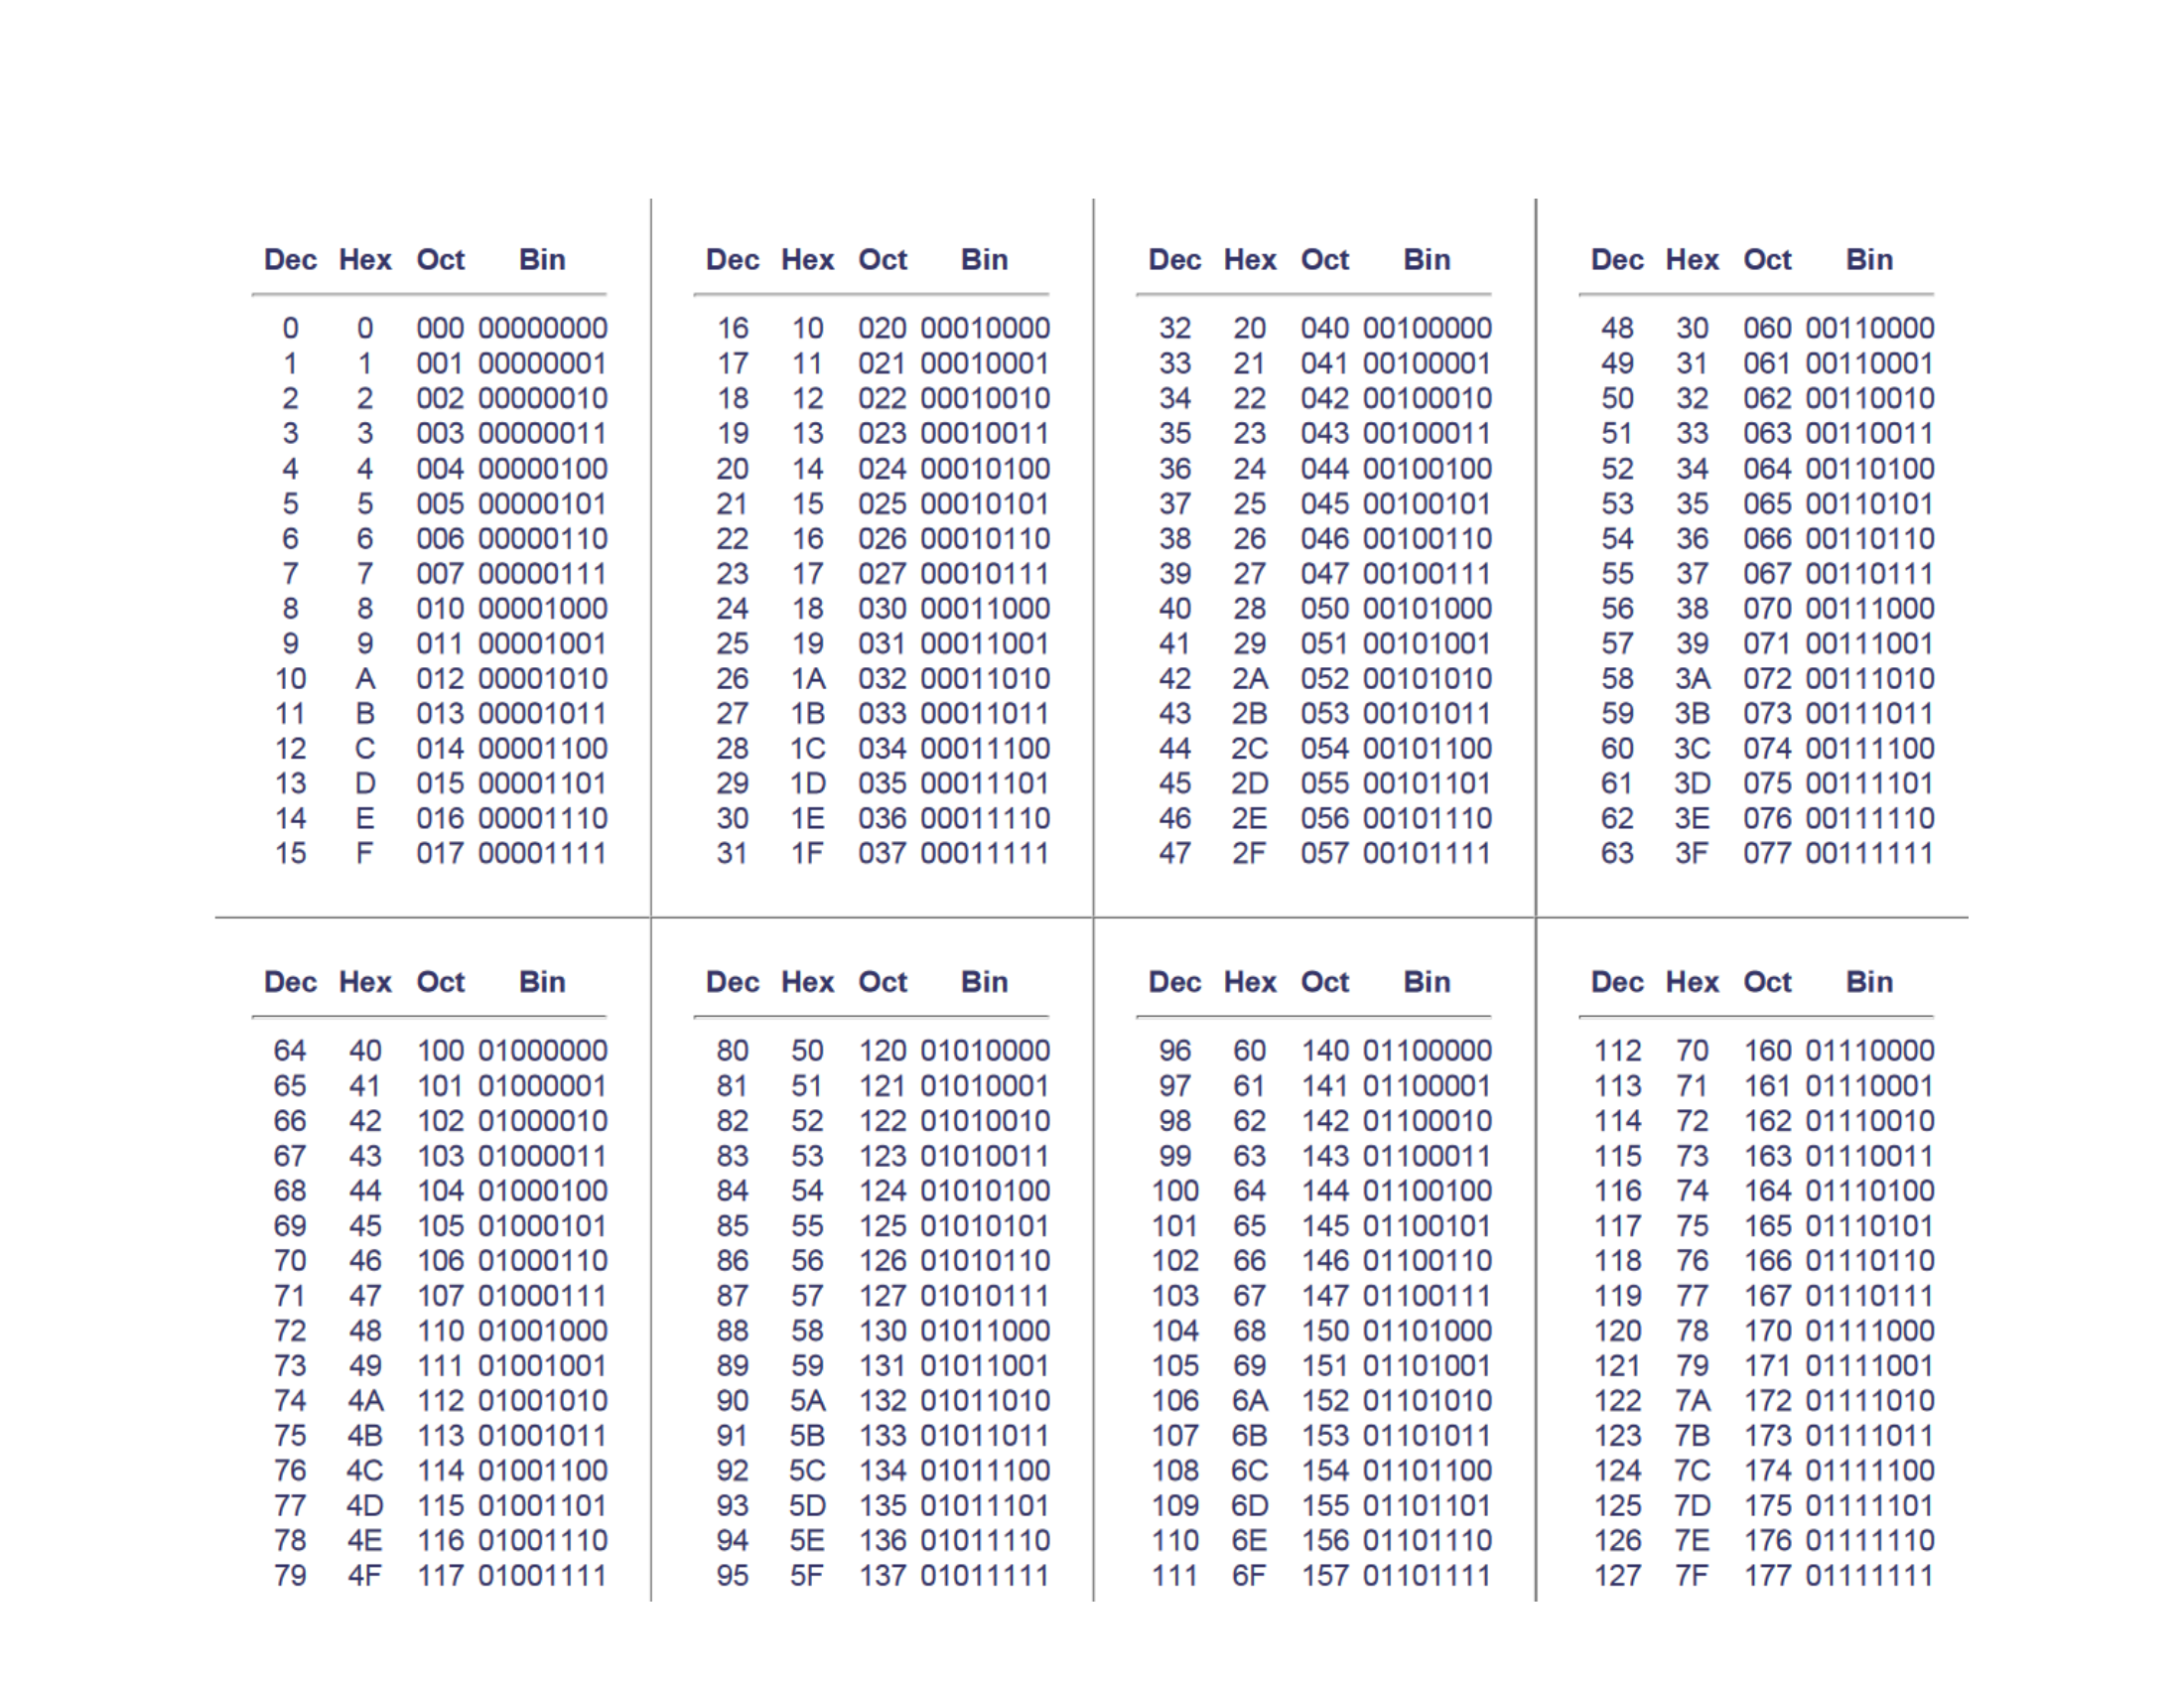 Dec Hex Oct Bin
0 0 000 00000000
1 1 001 00000001
2 2 002 00000010
3 3 003 00000011
4 4 004 00000100
5 5 005 00000101
6 6 006 00000110
7 7 007 00000111
8 8 010 00001000
9 9 011 00001001
10 A 012 00001010
11 B 013 00001011
12 C 014 00001100
13 D 015 00001101
14 E 016 00001110
15 F 017 00001111
Dec Hex Oct Bin
16 10 020 00010000
17 11 021 00010001
18 12 022 00010010
19 13 023 00010011
20 14 024 00010100
21 15 025 00010101
22 16 026 00010110
23 17 027 00010111
24 18 030 00011000
25 19 031 00011001
26 1A 032 00011010
27 1B 033 00011011
28 1C 034 00011100
29 1D 035 00011101
30 1E 036 00011110
31 1F 037 00011111
Dec Hex Oct Bin
32 20 040 00100000
33 21 041 00100001
34 22 042 00100010
35 23 043 00100011
36 24 044 00100100
37 25 045 00100101
38 26 046 00100110
39 27 047 00100111
40 28 050 00101000
41 29 051 00101001
42 2A 052 00101010
43 2B 053 00101011
44 2C 054 00101100
45 2D 055 00101101
46 2E 056 00101110
47 2F 057 00101111
Dec Hex Oct Bin
48 30 060 00110000
49 31 061 00110001
50 32 062 00110010
51 33 063 00110011
52 34 064 00110100
53 35 065 00110101
54 36 066 00110110
55 37 067 00110111
56 38 070 00111000
57 39 071 00111001
58 3A 072 00111010
59 3B 073 00111011
60 3C 074 00111100
61 3D 075 00111101
62 3E 076 00111110
63 3F 077 00111111
Dec Hex Oct Bin
64 40 100 01000000
65 41 101 01000001
66 42 102 01000010
67 43 103 01000011
68 44 104 01000100
69 45 105 01000101
70 46 106 01000110
71 47 107 01000111
72 48 110 01001000
73 49 111 01001001
74 4A 112 01001010
75 4B 113 01001011
76 4C 114 01001100
77 4D 115 01001101
78 4E 116 01001110
79 4F 117 01001111
Dec Hex Oct Bin
80 50 120 01010000
81 51 121 01010001
82 52 122 01010010
83 53 123 01010011
84 54 124 01010100
85 55 125 01010101
86 56 126 01010110
87 57 127 01010111
88 58 130 01011000
89 59 131 01011001
90 5A 132 01011010
91 5B 133 01011011
92 5C 134 01011100
93 5D 135 01011101
94 5E 136 01011110
95 5F 137 01011111
Dec Hex Oct Bin
96 60 140 01100000
97 61 141 01100001
98 62 142 01100010
99 63 143 01100011
100 64 144 01100100
101 65 145 01100101
102 66 146 01100110
103 67 147 01100111
104 68 150 01101000
105 69 151 01101001
106 6A 152 01101010
107 6B 153 01101011
108 6C 154 01101100
109 6D 155 01101101
110 6E 156 01101110
111 6F 157 01101111
Dec Hex Oct Bin
112 70 160 01110000
113 71 161 01110001
114 72 162 01110010
115 73 163 01110011
116 74 164 01110100
117 75 165 01110101
118 76 166 01110110
119 77 167 01110111
120 78 170 01111000
121 79 171 01111001
122 7A 172 01111010
123 7B 173 01111011
124 7C 174 01111100
125 7D 175 01111101
126 7E 176 01111110
127 7F 177 01111111